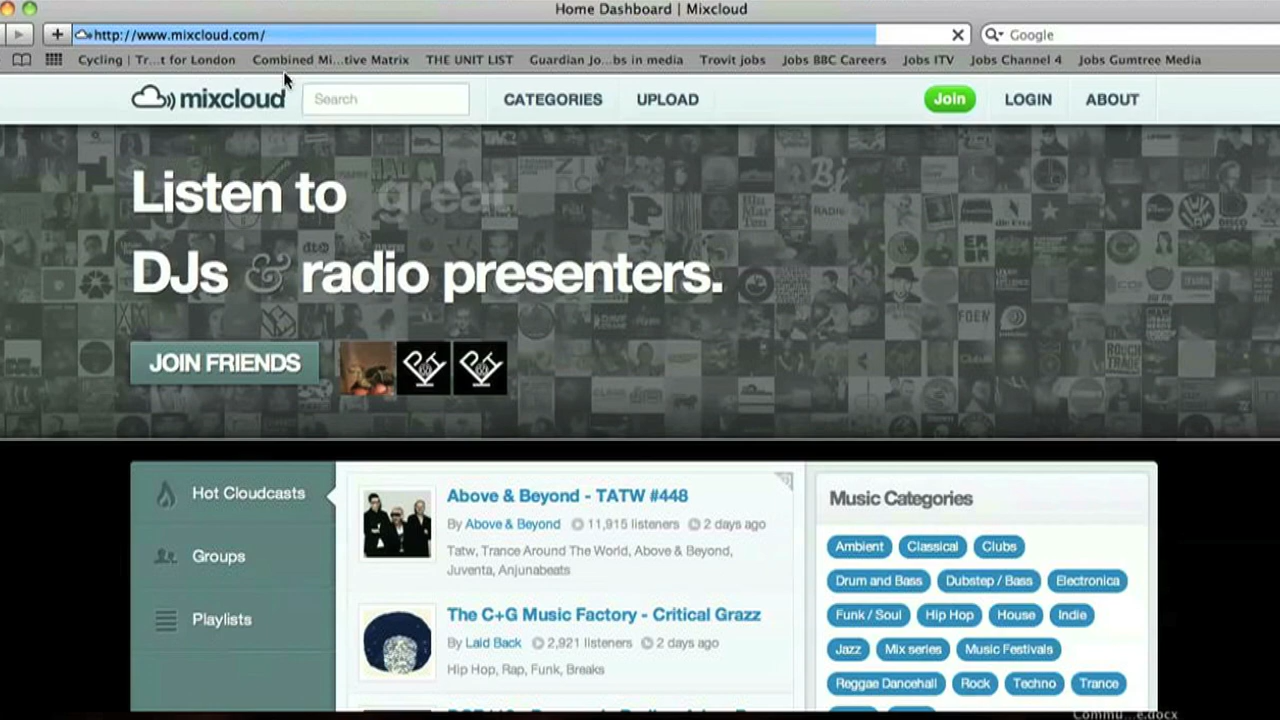 Home Dashboard | Mixcloud
http://www.mixcloud.com/
Google
Cycling | Tr...t for London
Combined Mi...tive Matrix
THE UNIT LIST
Guardian Jo...bs in media
Trovit jobs
Jobs BBC Careers
Jobs ITV
Jobs Channel 4
Jobs Gumtree Media
mixcloud
Search
CATEGORIES
UPLOAD
Join
LOGIN
ABOUT
Listen to great
DJs & radio presenters.
JOIN FRIENDS
Hot Cloudcasts
Groups
Playlists
Above & Beyond - TATW #448
By Above & Beyond 11,915 listeners 2 days ago
Tatw, Trance Around The World, Above & Beyond,
Juventa, Anjunabeats
The C+G Music Factory - Critical Grazz
By Laid Back 2,921 listeners 2 days ago
Hip Hop, Rap, Funk, Breaks
Music Categories
Ambient Classical Clubs
Drum and Bass Dubstep / Bass Electronica
Funk / Soul Hip Hop House Indie
Jazz Mix series Music Festivals
Reggae Dancehall Rock Techno Trance
Commu...e.docx